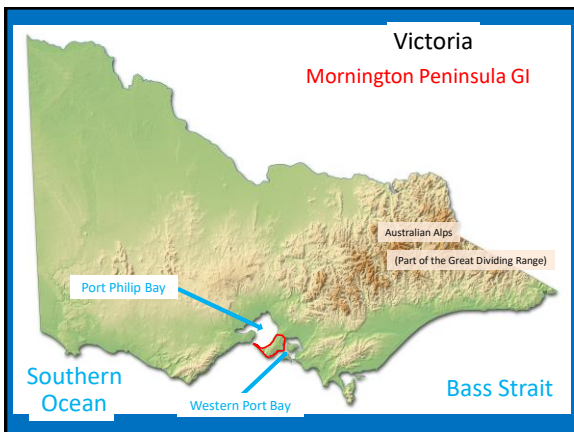 Victoria
Mornington Peninsula GI
Australian Alps
(Part of the Great Dividing Range)
Port Philip Bay
Southern
Ocean
Western Port Bay
Bass Strait